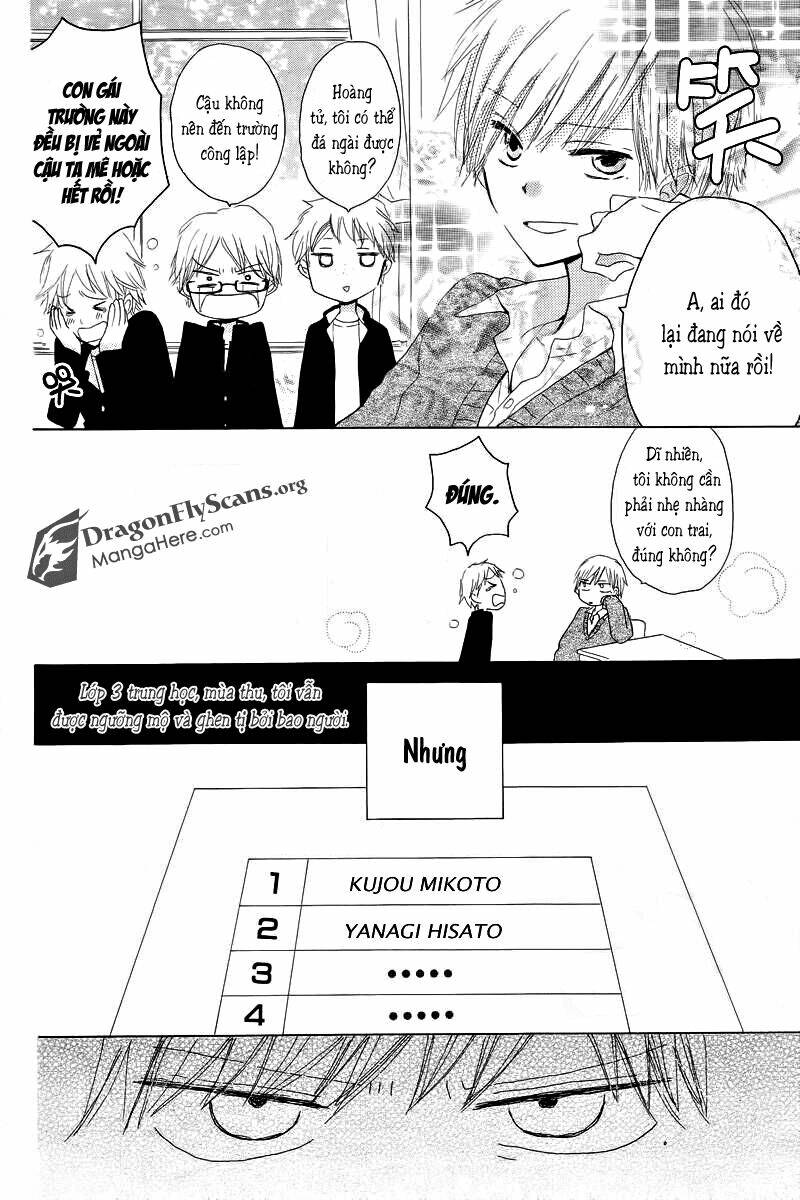 CON GÁI
TRƯỜNG NÀY
ĐỀU BỊ VẺ NGOÀI
CẬU TA MÊ HOẶC
HẾT RỒI!
Cậu không
nên đến trường
công lập!
Hoàng
tử, tôi có thể
đá ngài được
không?
A, ai đó
lại đang nói về
mình nữa rồi!
DragonFlyScans.org
MangaHere.com
ĐÚNG.
Dĩ nhiên,
tôi không cần
phải nhẹ nhàng
với con trai,
đúng không?
Lớp 3 trung học, mùa thu, tôi vẫn
được ngưỡng mộ và ghen tị bởi bao người.
Nhưng
1 KUJOU MIKOTO
2 YANAGI HISATO
3 •••••
4 •••••